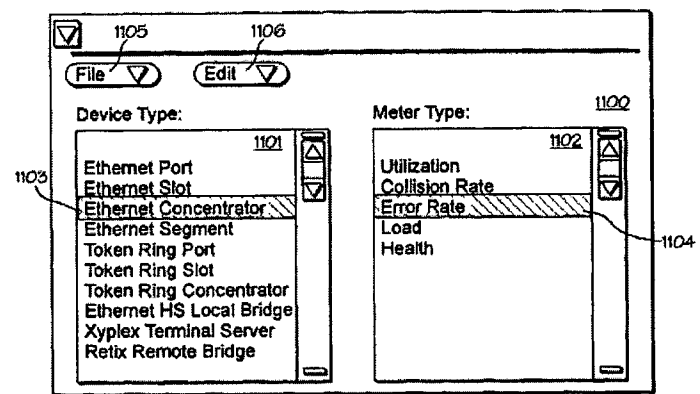 1105
1106
File
Edit
1100
Device Type:
Meter Type:
1101
1102
1103
Ethernet Port
Ethernet Slot
Ethernet Concentrator
Ethernet Segment
Token Ring Port
Token Ring Slot
Token Ring Concentrator
Ethernet HS Local Bridge
Xyplex Terminal Server
Retix Remote Bridge
Utilization
Collision Rate
Error Rate
Load
Health
1104